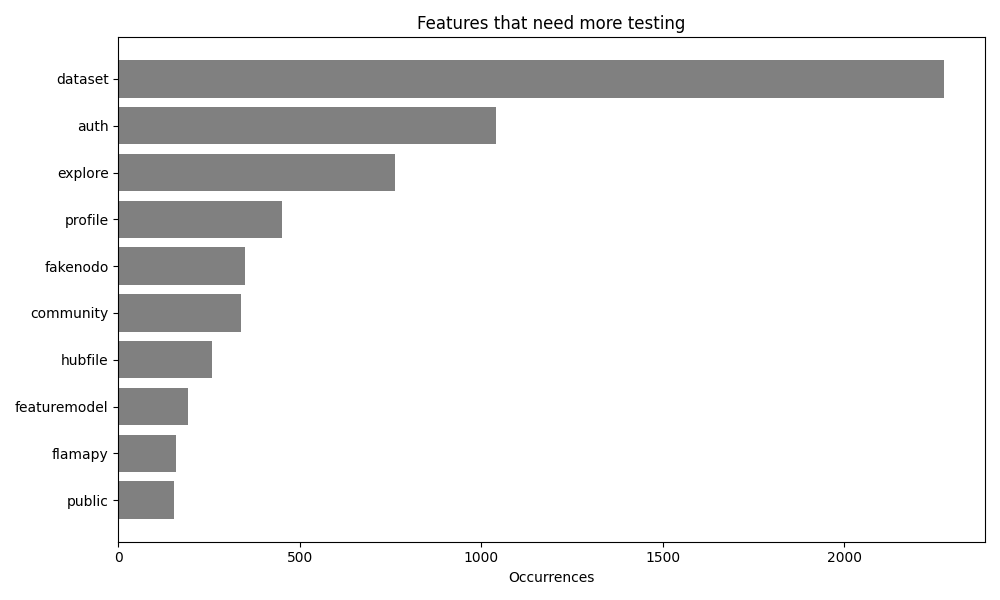 Features that need more testing
dataset
auth
explore
profile
fakenodo
community
hubfile
featuremodel
flamapy
public
0 500 1000 1500 2000
Occurrences